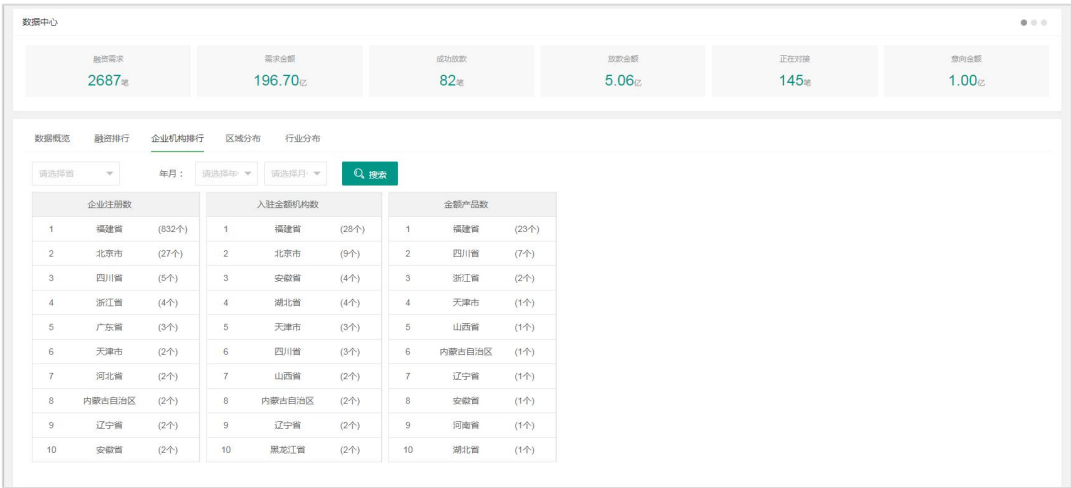 数据中心
融资需求 需求金额 成功放款 放款金额 正在对接 意向金额
2687笔 196.70亿 82笔 5.06亿 145笔 1.00亿
数据概览 融资排行 企业机构排行 区域分布 行业分布
请选择省 年月： 请选择年 请选择月 搜索
企业注册数 入驻金额机构数 金额产品数
1 福建省 (832个) 1 福建省 (28个) 1 福建省 (23个)
2 北京市 (27个) 2 北京市 (9个) 2 四川省 (7个)
3 四川省 (5个) 3 安徽省 (4个) 3 浙江省 (2个)
4 浙江省 (4个) 4 湖北省 (4个) 4 天津市 (1个)
5 广东省 (3个) 5 天津市 (3个) 5 山西省 (1个)
6 天津市 (2个) 6 四川省 (3个) 6 内蒙古自治区 (1个)
7 河北省 (2个) 7 山西省 (2个) 7 辽宁省 (1个)
8 内蒙古自治区 (2个) 8 内蒙古自治区 (2个) 8 安徽省 (1个)
9 辽宁省 (2个) 9 辽宁省 (2个) 9 河南省 (1个)
10 安徽省 (2个) 10 黑龙江省 (2个) 10 湖北省 (1个)